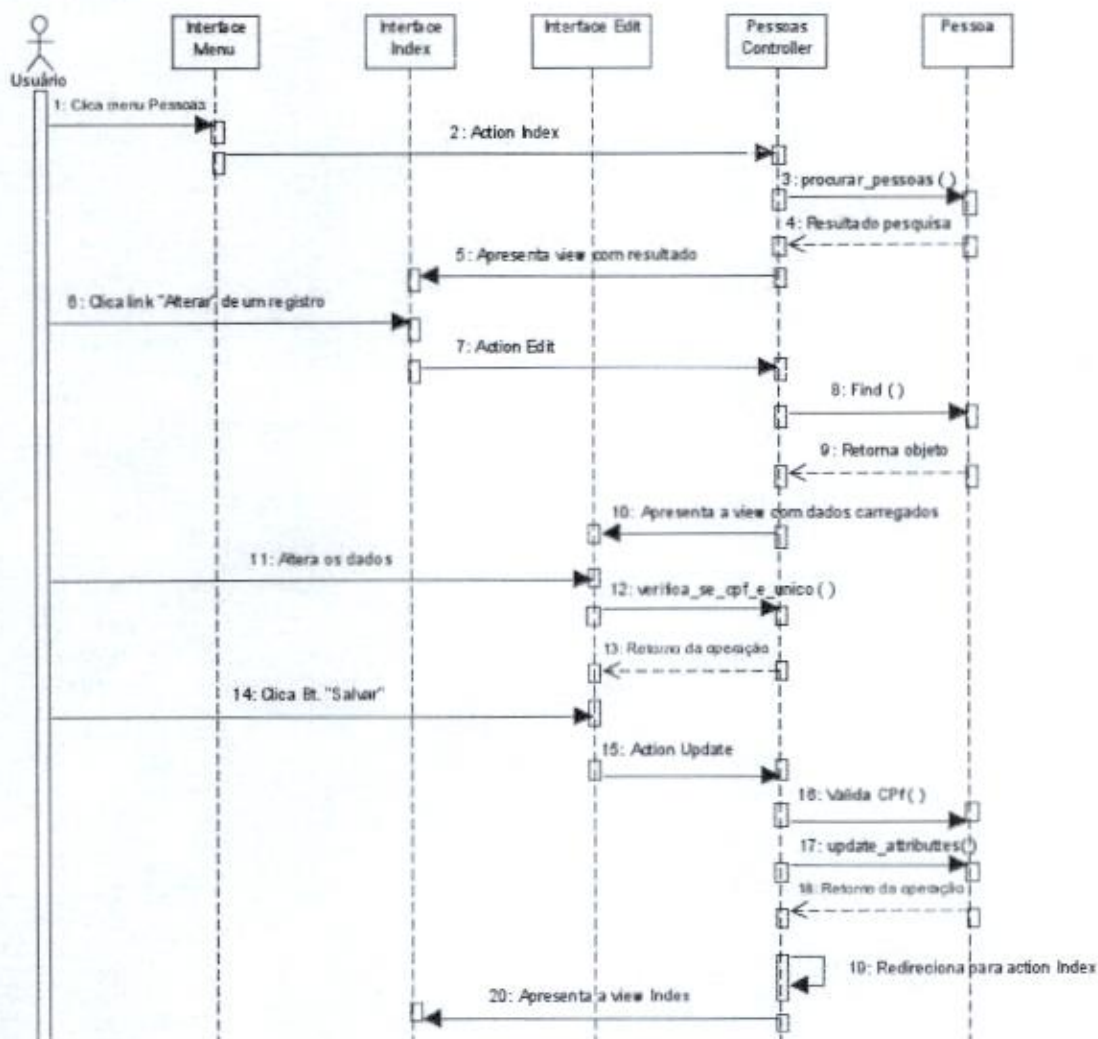 Interface
Menu
Interface
Index
Interface Edit
Pessoas
Controller
Pessoa
Usuário
1: Clica menu Pessoas
2: Action Index
3: procurar_pessoas ( )
4: Resultado pesquisa
5: Apresenta view com resultado
6: Clica link "Alterar" de um registro
7: Action Edit
8: Find ( )
9: Retorna objeto
10: Apresenta a view com dados carregados
11: Altera os dados
12: verifica_se_cpf_e_unico ( )
13: Retorno da operação
14: Clica Bt. "Salvar"
15: Action Update
16: Valida CPf ( )
17: update_attributtes()
18: Retorno da operação
19: Redireciona para action Index
20: Apresenta a view Index